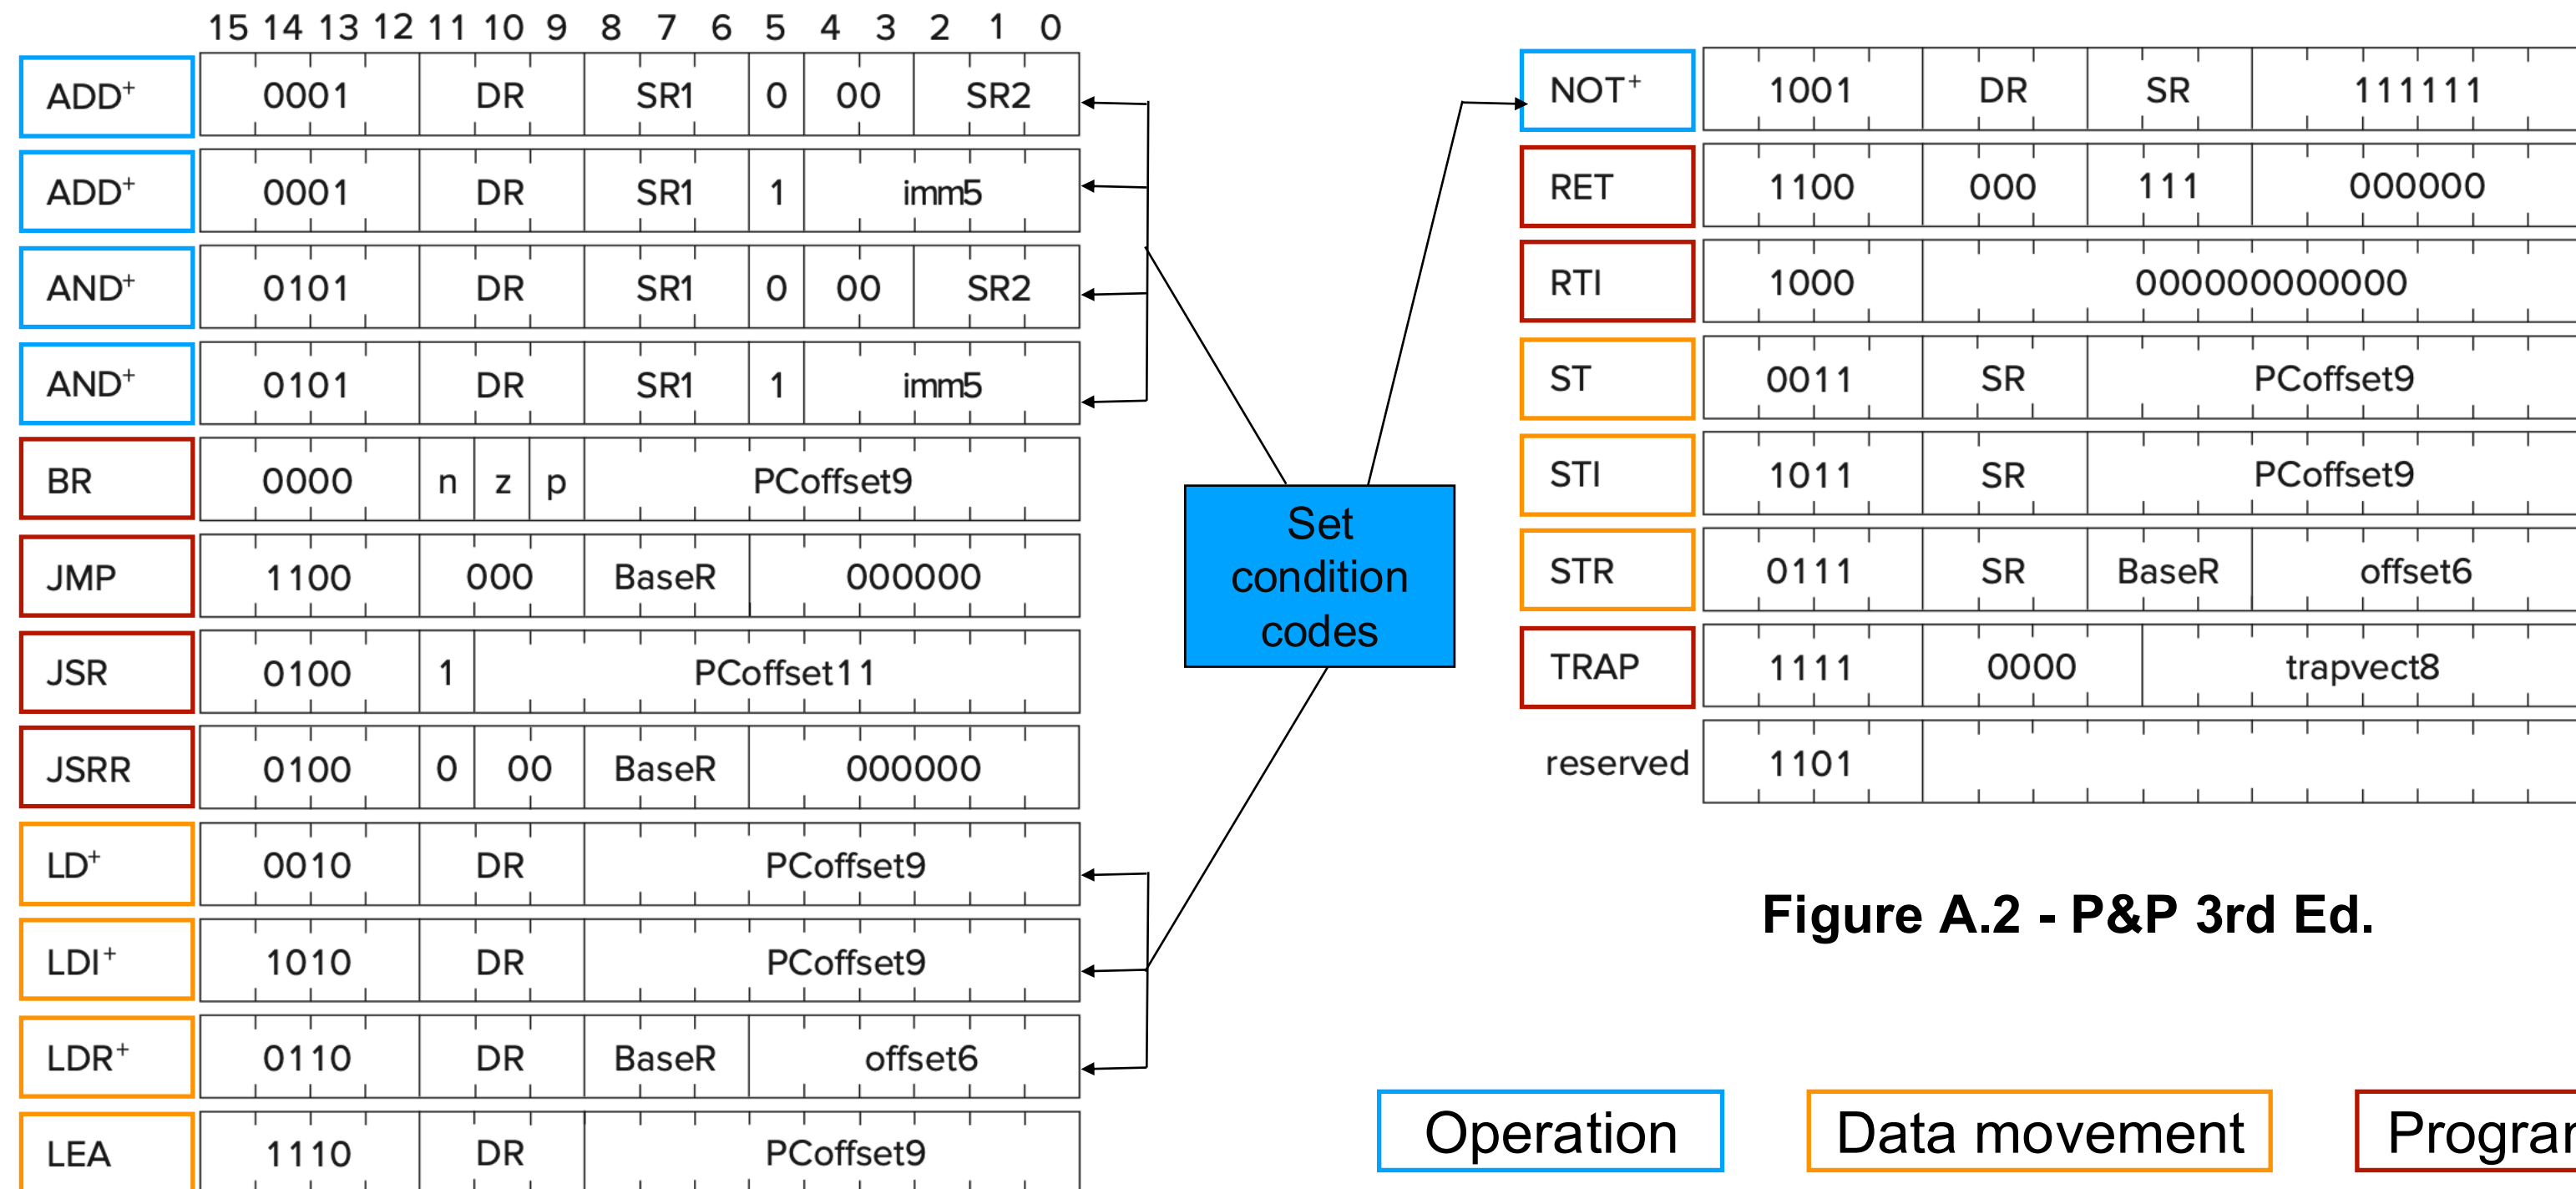 15 14 13 12 11 10 9 8 7 6 5 4 3 2 1 0
ADD+ 0001 DR SR1 0 00 SR2
ADD+ 0001 DR SR1 1 imm5
AND+ 0101 DR SR1 0 00 SR2
AND+ 0101 DR SR1 1 imm5
BR 0000 n z p PCoffset9
JMP 1100 000 BaseR 000000
JSR 0100 1 PCoffset11
JSRR 0100 0 00 BaseR 000000
LD+ 0010 DR PCoffset9
LDI+ 1010 DR PCoffset9
LDR+ 0110 DR BaseR offset6
LEA 1110 DR PCoffset9
Set
condition
codes
NOT+ 1001 DR SR 111111
RET 1100 000 111 000000
RTI 1000 000000000000
ST 0011 SR PCoffset9
STI 1011 SR PCoffset9
STR 0111 SR BaseR offset6
TRAP 1111 0000 trapvect8
reserved 1101
Figure A.2 - P&P 3rd Ed.
Operation Data movement